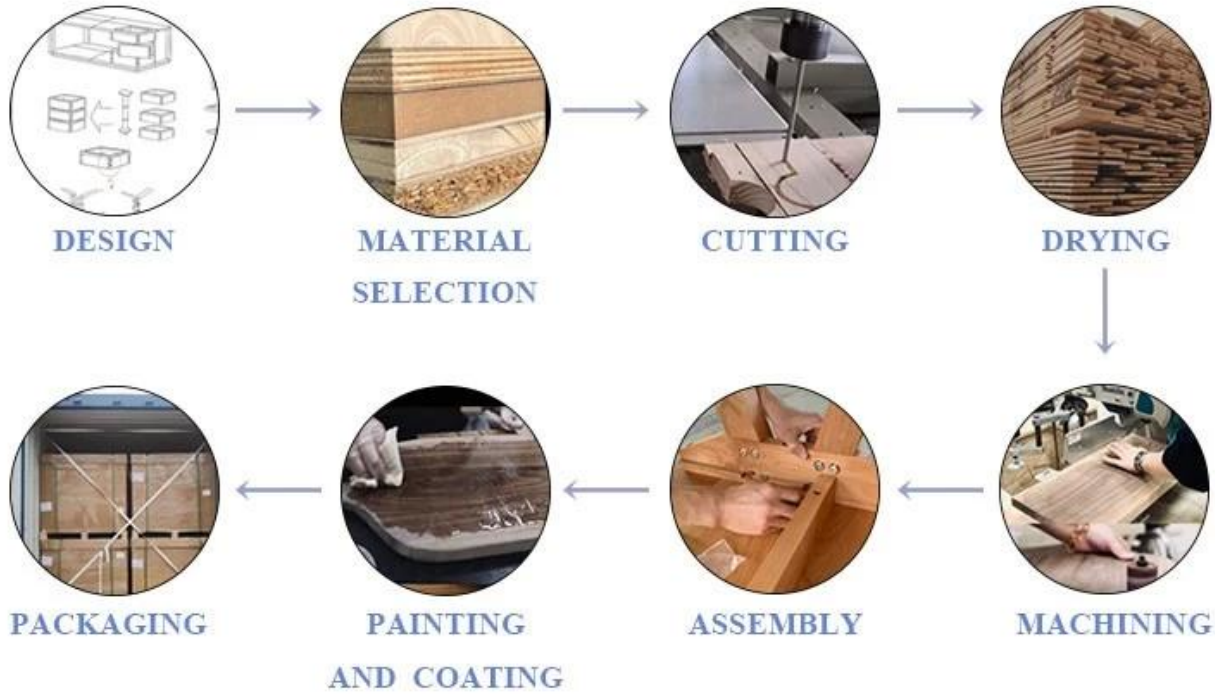 DESIGN
MATERIAL
SELECTION
CUTTING
DRYING
MACHINING
ASSEMBLY
PAINTING
AND COATING
PACKAGING